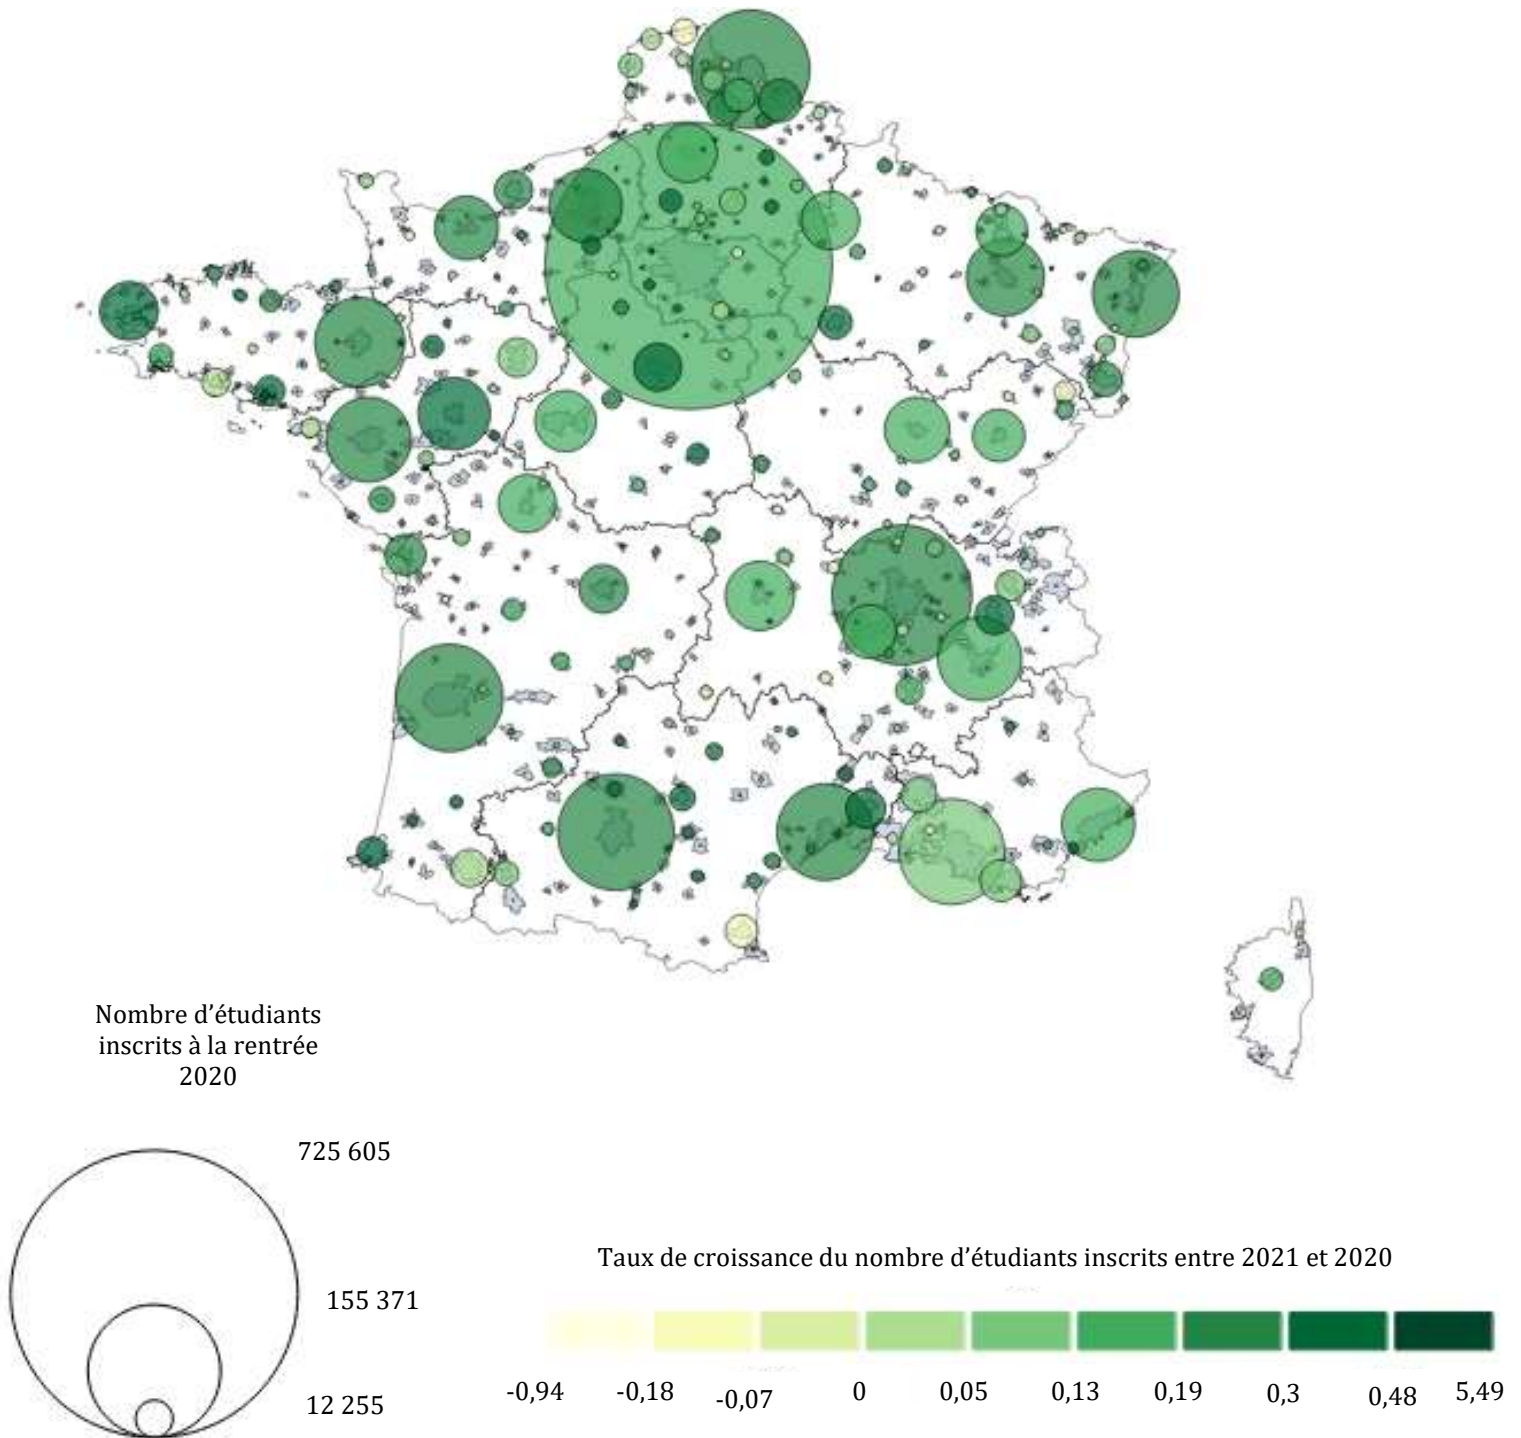 Nombre d'étudiants
inscrits à la rentrée
2020
725 605
155 371
12 255
Taux de croissance du nombre d'étudiants inscrits entre 2021 et 2020
-0,94 -0,18 -0,07 0 0,05 0,13 0,19 0,3 0,48 5,49